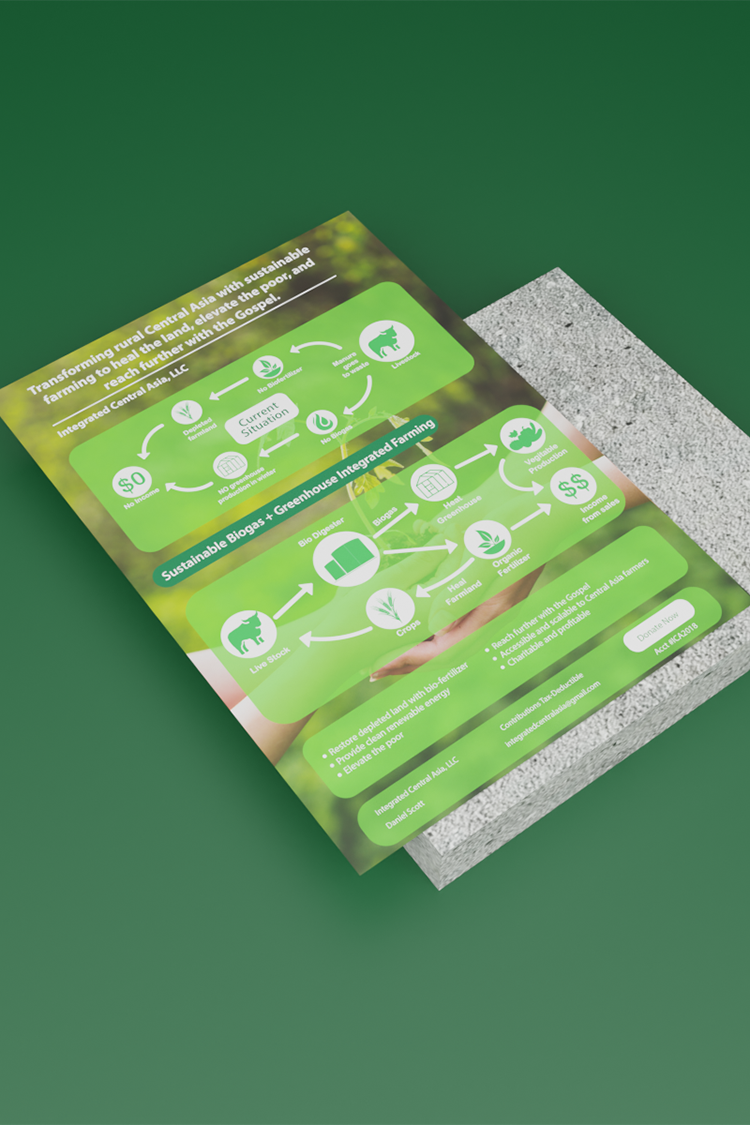 Transforming rural Central Asia with sustainable
farming to heal the land, elevate the poor, and
reach further with the Gospel.
Integrated Central Asia, LLC
Livestock
Manure
goes
to waste
No Biofertilizer
Depleted
farmland
Current
Situation
No Biogas
NO greenhouse
production in winter
$0
No Insome
Sustainable Biogas + Greenhouse Integrated Farming
Vegitable
Production
$$
Income
from sales
Heat
Greenhouse
Biogas
Bio Digester
Organic
Fertilizer
Heal
Farmland
Crops
Live Stock
• Restore depleted land with bio-fertilizer
• Provide clean renewable energy
• Elevate the poor
• Reach further with the Gospel
• Accessible and scalable to Central Asia farmers
• Charitable and profitable
Integrated Central Asia, LLC
Daniel Scott
Contributions Tax-Deductible
integratedcentralasia@gmail.com
Donate Now
Acct #ICA2018